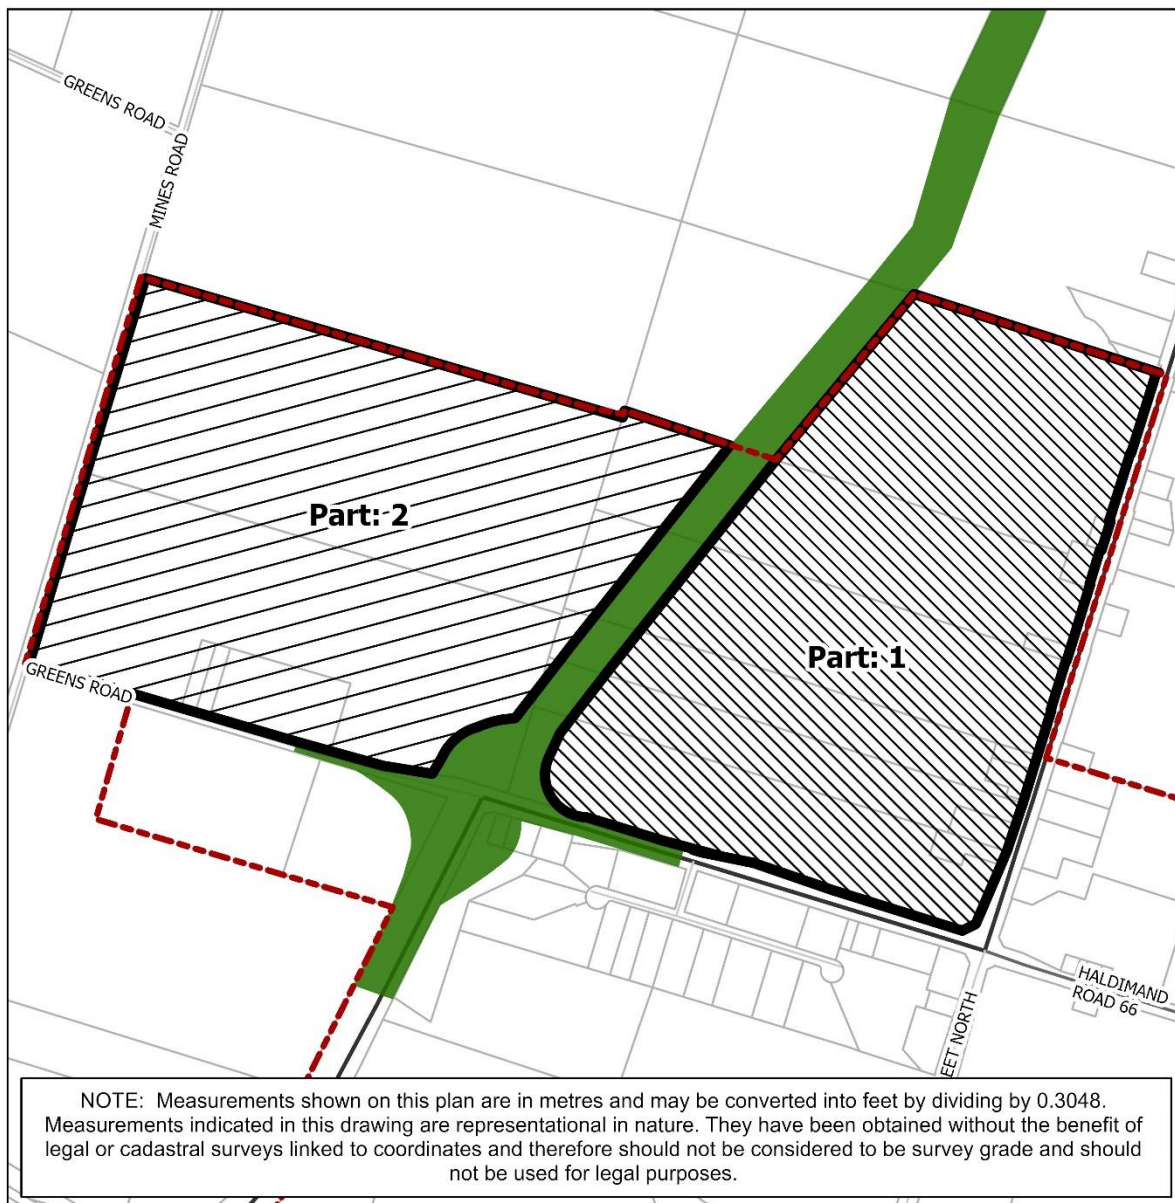 GREENS ROAD
MINES ROAD
Part: 2
Part: 1
GREENS ROAD
HALDIMAND
ROAD 66
EET NORTH
NOTE: Measurements shown on this plan are in metres and may be converted into feet by dividing by 0.3048.
Measurements indicated in this drawing are representational in nature. They have been obtained without the benefit of
legal or cadastral surveys linked to coordinates and therefore should not be considered to be survey grade and should
not be used for legal purposes.